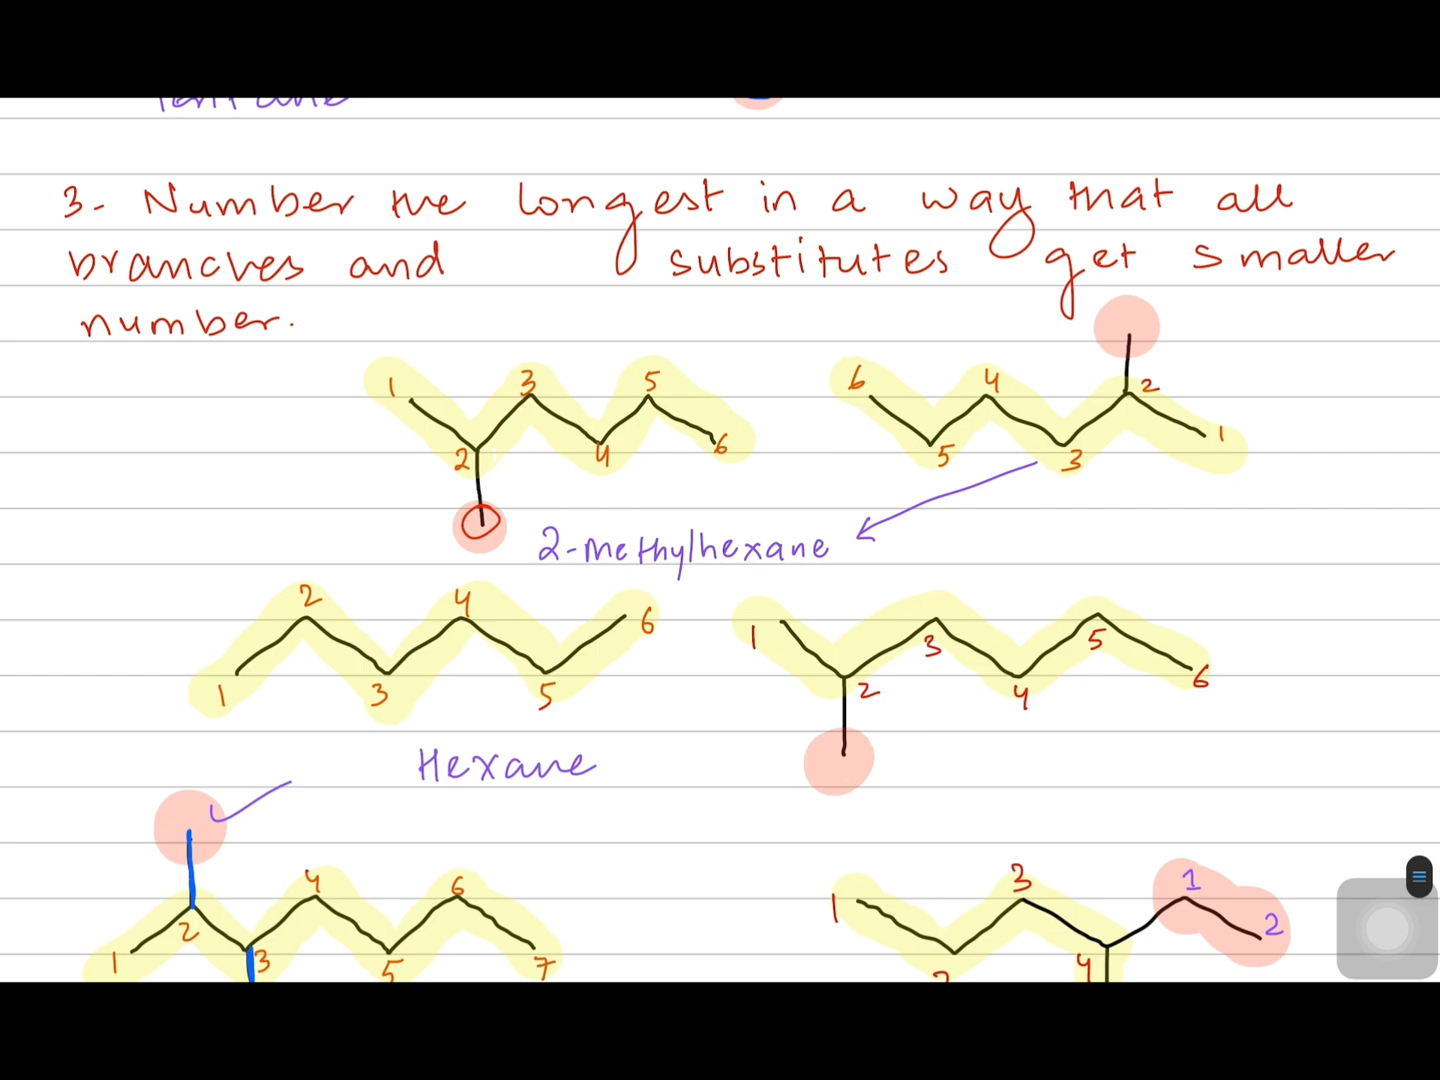 3- Number the longest in a way that all
branches and substitutes get smaller
number.
1 2 3 4 5 6
6 5 4 3 2 1
2-methylhexane
1 2 3 4 5 6
1 2 3 4 5 6
Hexane
1 2 3 4 5 6 7
1 3 4 1 2